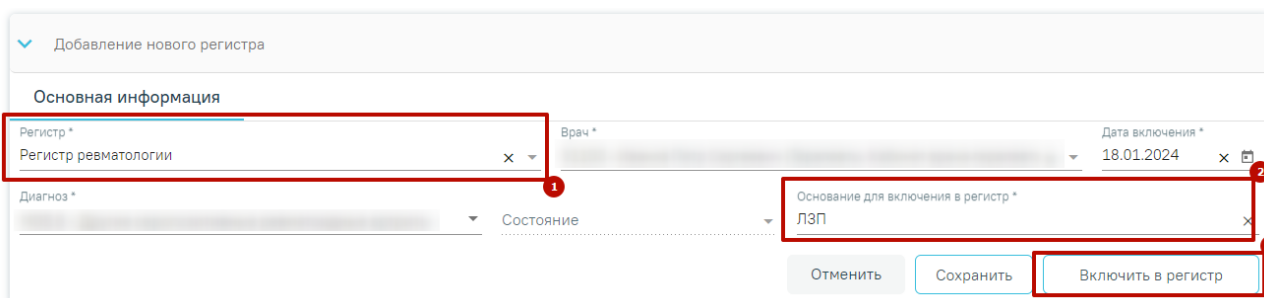 Добавление нового регистра
Основная информация
Регистр *
Врач *
Дата включения *
Регистр ревматологии
18.01.2024
1
2
Диагноз *
Основание для включения в регистр *
Состояние
ЛЗП
Отменить
Сохранить
Включить в регистр